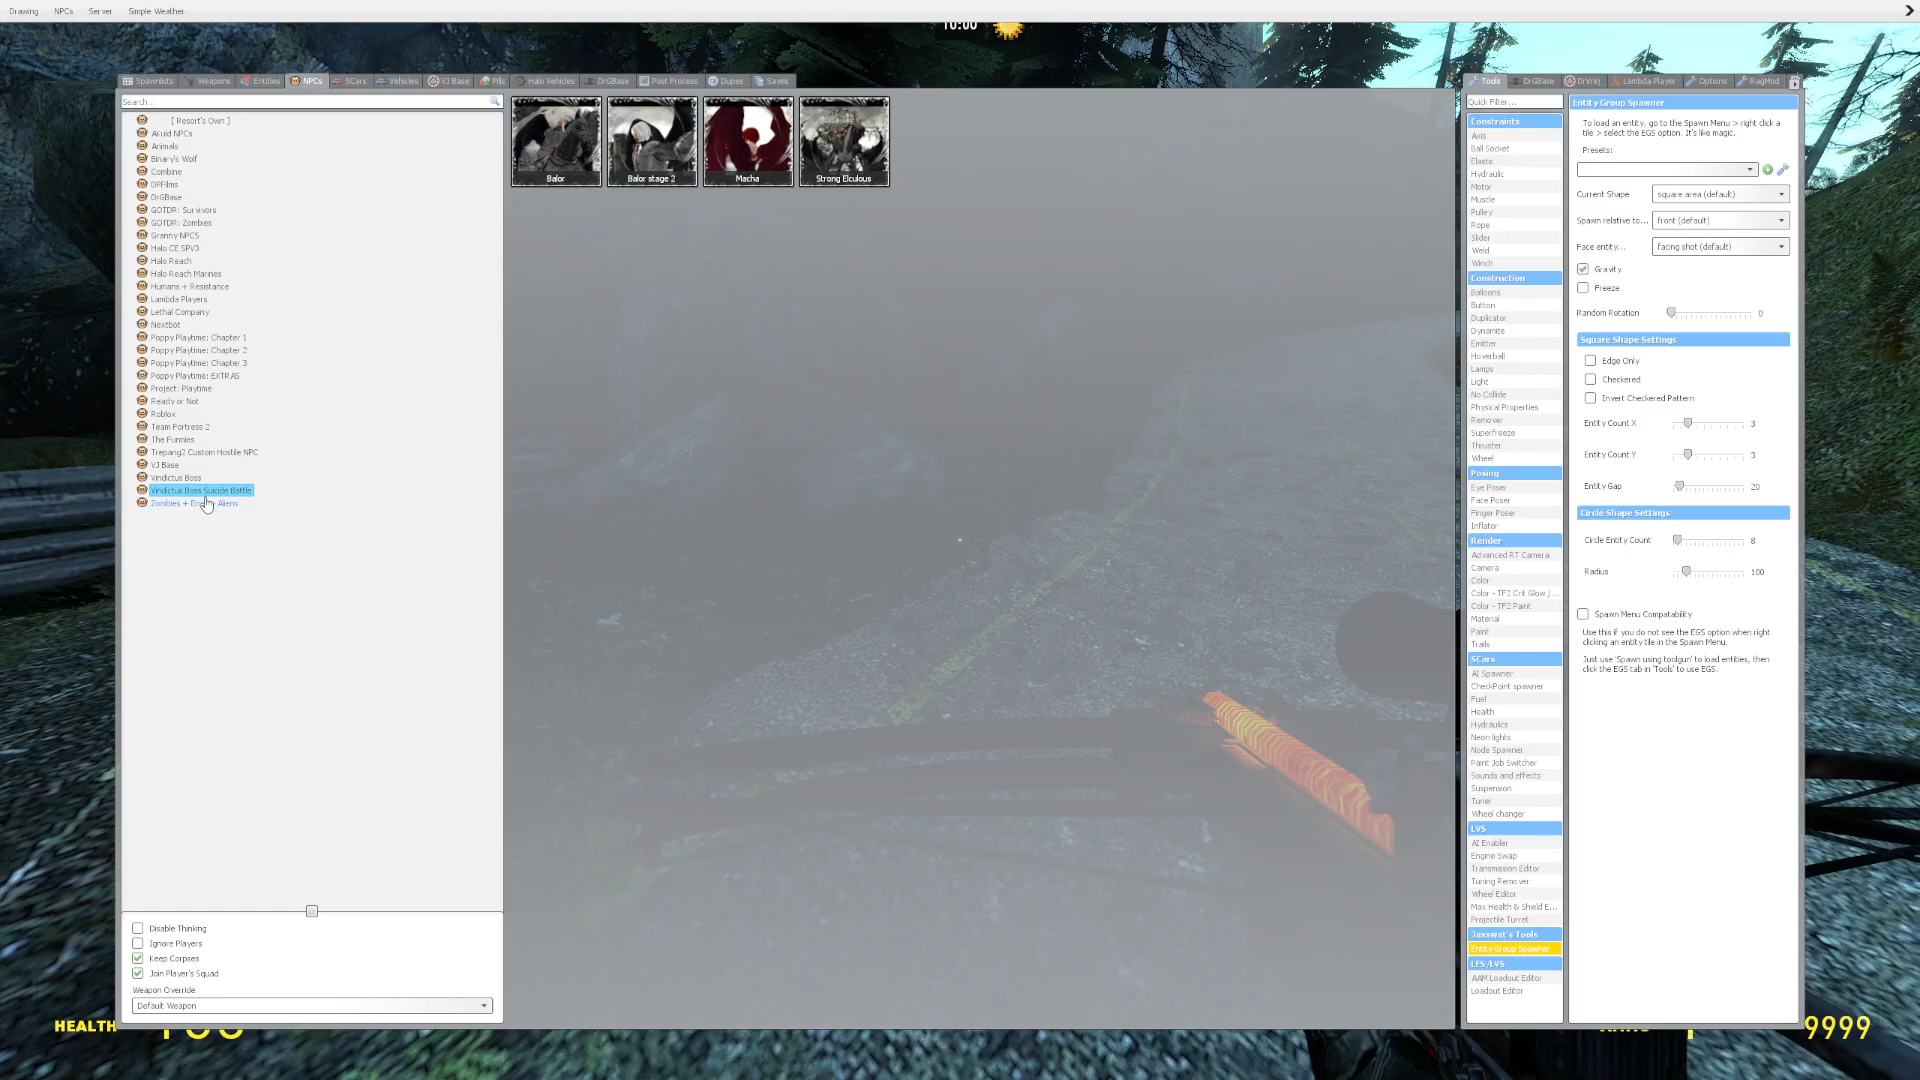 Drawing NPCs Server Simple Weather
10:00
Spawnlists Weapons Entities NPCs SCars Vehicles VJ Base Pills Halo Vehicles DrGBase Post Process Dupes Saves
Search...
[ Resort's Own ]
Akuld NPCs
Animals
Binary's Wolf
Combine
DPFilms
DrGBase
GOTDR: Survivors
GOTDR: Zombies
Granny NPCS
Halo CE SPV3
Halo Reach
Halo Reach Marines
Humans + Resistance
Lambda Players
Lethal Company
Nextbot
Poppy Playtime: Chapter 1
Poppy Playtime: Chapter 2
Poppy Playtime: Chapter 3
Poppy Playtime: EXTRAS
Project: Playtime
Ready or Not
Roblox
Team Fortress 2
The Funnies
Trepang2 Custom Hostile NPC
VJ Base
Vindictus Boss
Vindictus Boss Suicide Battle
Zombies + Aliens
Balor
Balor stage 2
Macha
Strong Elculous
Disable Thinking
Ignore Players
Keep Corpses
Join Player's Squad
Weapon Override
Default Weapon
Tools DrGBase DrVrej Lambda Player Options RagMod
Quick Filter...
Constraints
Axis
Ball Socket
Elastic
Hydraulic
Motor
Muscle
Pulley
Rope
Slider
Weld
Winch
Construction
Balloons
Button
Duplicator
Dynamite
Emitter
Hoverball
Lamps
Light
No Collide
Physical Properties
Remover
Superfreeze
Thruster
Wheel
Posing
Eye Poser
Face Poser
Finger Poser
Inflator
Render
Advanced RT Camera
Camera
Color
Color - TF2 Crit Glow /...
Color - TF2 Paint
Material
Paint
Trails
SCars
AI Spawner
CheckPoint spawner
Fuel
Health
Hydraulics
Neon lights
Node Spawner
Paint Job Switcher
Sounds and effects
Suspension
Tuner
Wheel changer
LVS
AI Enabler
Engine Swap
Transmission Editor
Tuning Remover
Wheel Editor
Max Health & Shield E...
Projectile Turret
Jaxswat's Tools
Entity Group Spawner
LFS/LVS
AAM Loadout Editor
Loadout Editor
Entity Group Spawner
To load an entity, go to the Spawn Menu > right click a
tile > select the EGS option. It's like magic.
Presets:
Current Shape square area (default)
Spawn relative to... front (default)
Face entity... facing shot (default)
Gravity
Freeze
Random Rotation 0
Square Shape Settings
Edge Only
Checkered
Invert Checkered Pattern
Entity Count X 3
Entity Count Y 3
Entity Gap 20
Circle Shape Settings
Circle Entity Count 8
Radius 100
Spawn Menu Compatability
Use this if you do not see the EGS option when right
clicking an entity tile in the Spawn Menu.
Just use 'Spawn using toolgun' to load entities, then
click the EGS tab in 'Tools' to use EGS.
HEALTH
9999